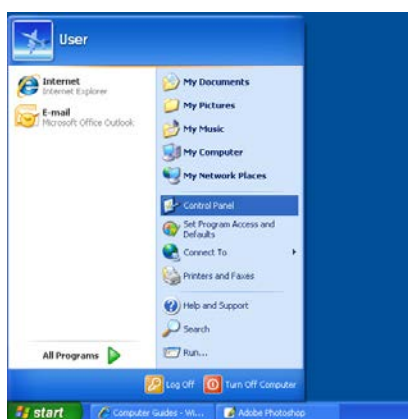 User
Internet
Internet Explorer
E-mail
Microsoft Office Outlook
All Programs
My Documents
My Pictures
My Music
My Computer
My Network Places
Control Panel
Set Program Access and
Defaults
Connect To
Printers and Faxes
Help and Support
Search
Run...
Log Off
Turn Off Computer
start
Computer Guides - Wi...
Adobe Photoshop